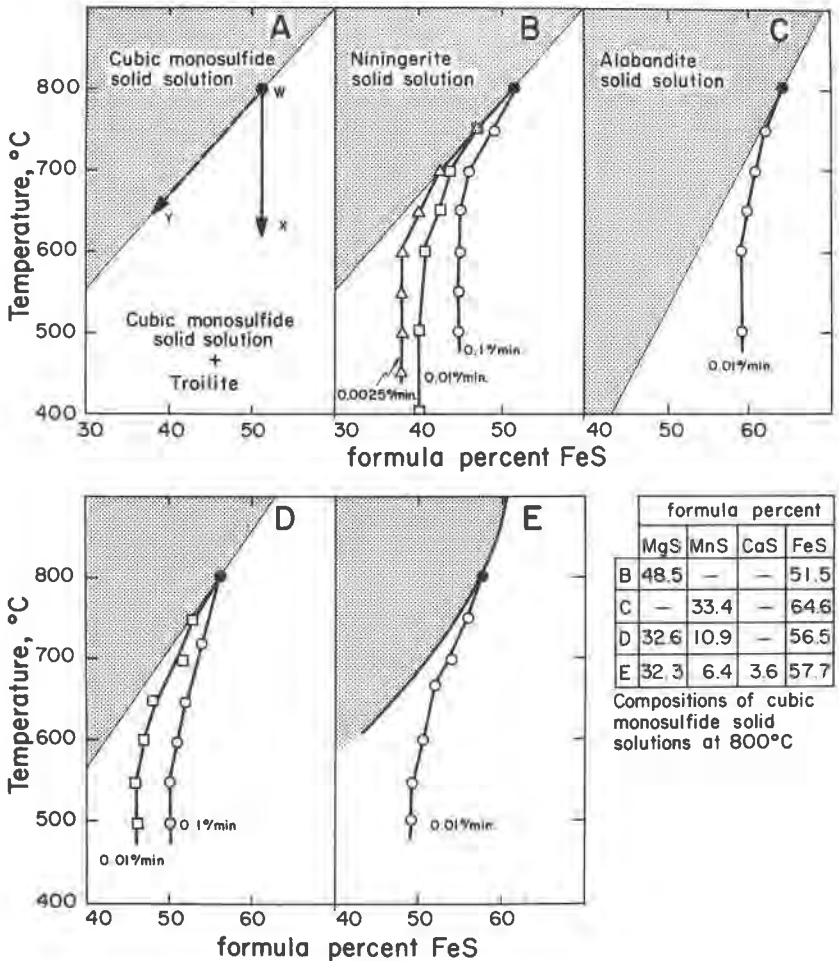 A
Cubic monosulfide
solid solution
W
Y
X
Cubic monosulfide
solid solution
+
Troilite
B
Niningerite
solid solution
0.1°/min.
0.01°/min.
0.0025°/min.
C
Alabandite
solid solution
0.01°/min.
Temperature, °C
800
700
600
500
400
30 40 50
30 40 50
40 50 60
formula percent FeS
D
0.1°/min
0.01°/min
E
0.01°/min.
Temperature, °C
800
700
600
500
40 50 60
40 50 60
formula percent FeS
formula percent
MgS MnS CaS FeS
B 48.5 — — 51.5
C — 33.4 — 64.6
D 32.6 10.9 — 56.5
E 32.3 6.4 3.6 57.7
Compositions of cubic
monosulfide solid
solutions at 800°C